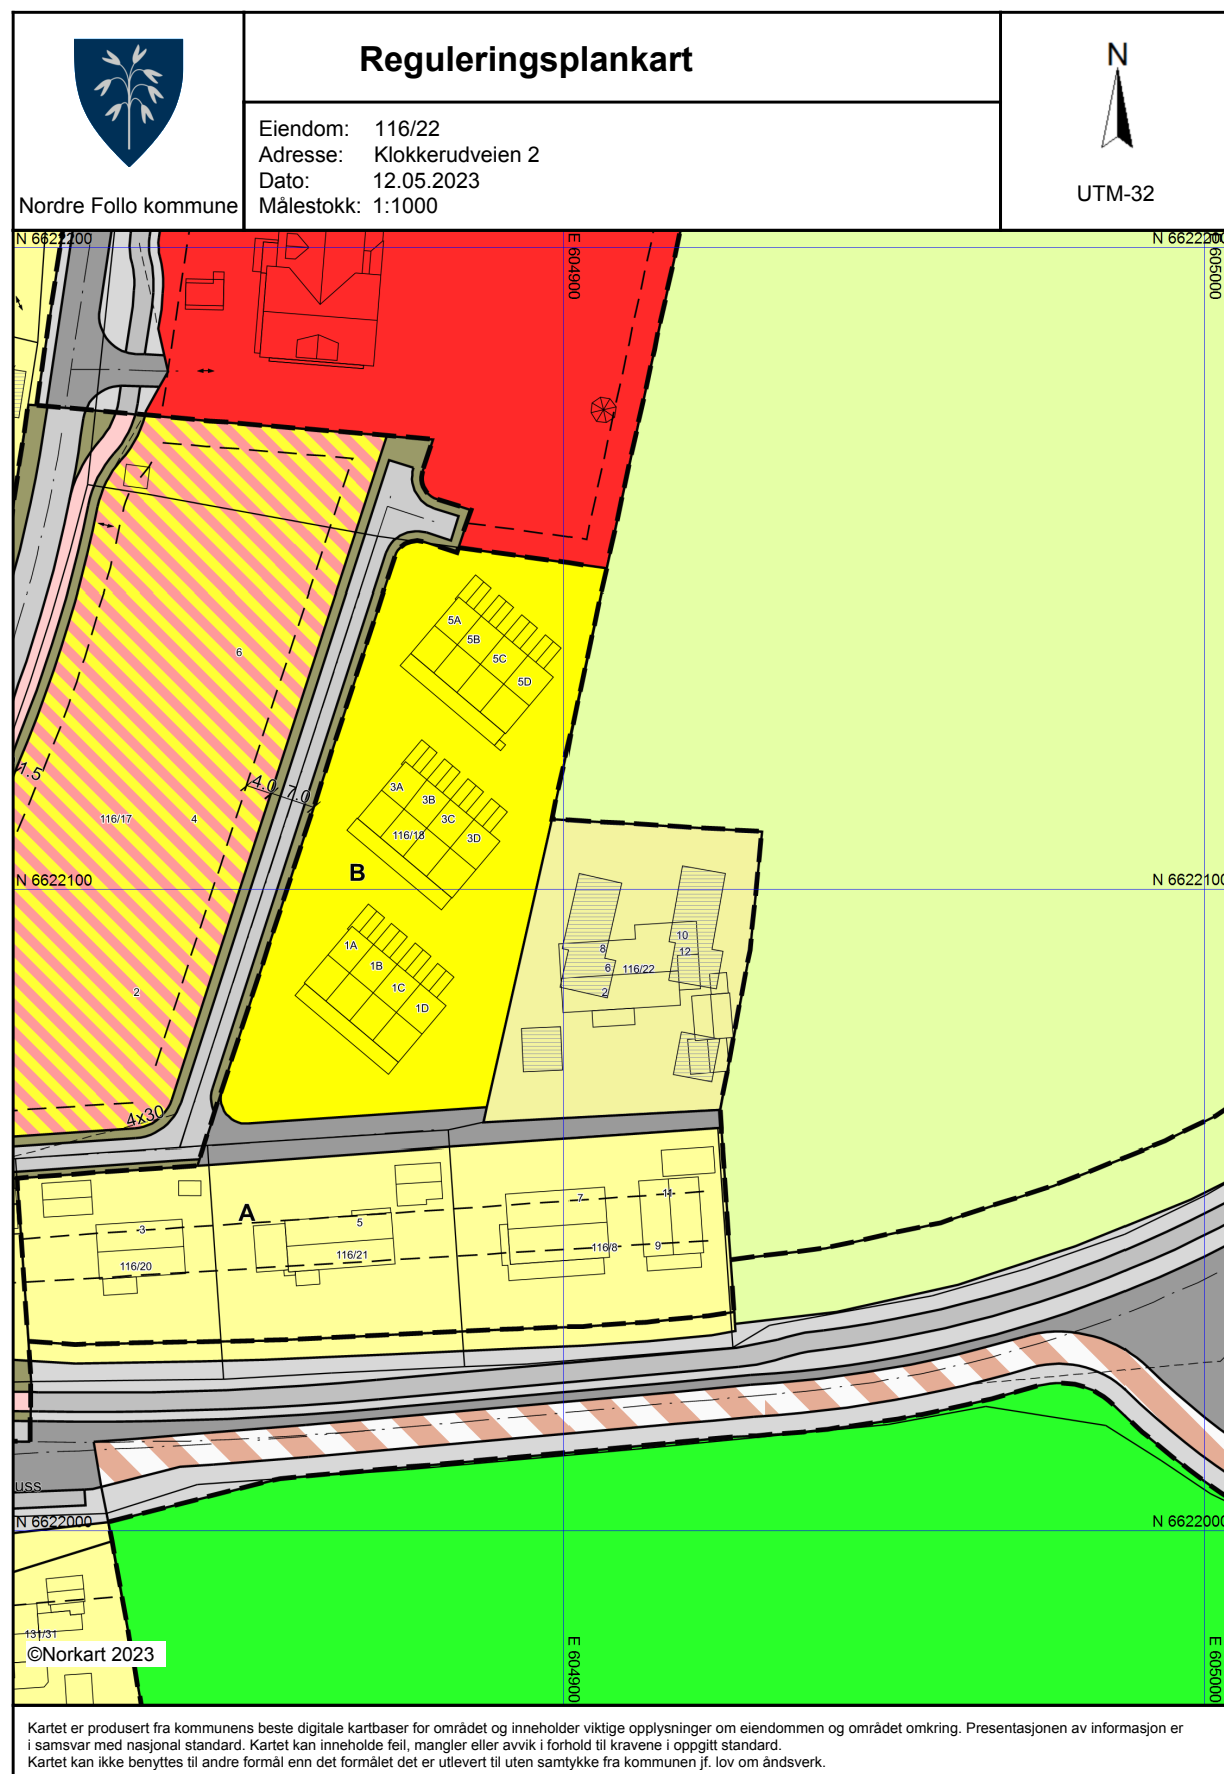 Reguleringsplankart
N
Eiendom: 116/22
Adresse: Klokkerudveien 2
Dato: 12.05.2023
Målestokk: 1:1000
Nordre Follo kommune
UTM-32
N 6622200
E 604900
N 6622200
E 605000
5A
5B
5C
5D
6
1.5
4.0
7.0
3A
3B
3C
3D
116/17
4
116/18
B
N 6622100
N 6622100
1A
1B
1C
1D
8
10
12
6
116/22
2
2
4x30
A
3
5
7
11
116/20
116/21
116/8
9
USS
N 6622000
N 6622000
131/31
©Norkart 2023
E 604900
E 605000
Kartet er produsert fra kommunens beste digitale kartbaser for området og inneholder viktige opplysninger om eiendommen og området omkring. Presentasjonen av informasjon er
i samsvar med nasjonal standard. Kartet kan inneholde feil, mangler eller avvik i forhold til kravene i oppgitt standard.
Kartet kan ikke benyttes til andre formål enn det formålet det er utlevert til uten samtykke fra kommunen jf. lov om åndsverk.